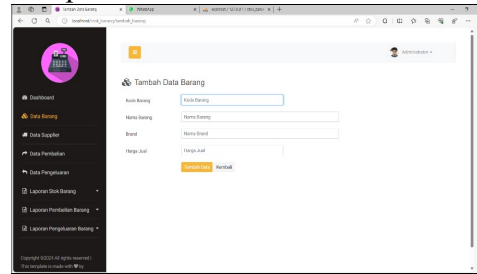 Tambah Data Barang
WhatsApp
localhost/stok_barang/tambah_barang
Administrator
Tambah Data Barang
Dashboard
Data Barang
Data Supplier
Data Pembelian
Data Pengeluaran
Laporan Stok Barang
Laporan Pembelian Barang
Laporan Pengeluaran Barang
Kode Barang
Kode Barang
Nama Barang
Nama Barang
Brand
Nama Brand
Harga Jual
Harga Jual
Tambah Data
Kembali
Copyright ©2024 All rights reserved |
This template is made with by